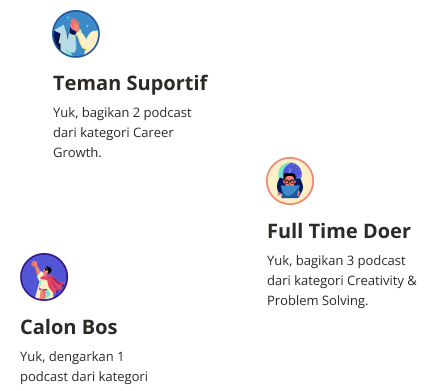 Teman Suportif
Yuk, bagikan 2 podcast
dari kategori Career
Growth.
Full Time Doer
Yuk, bagikan 3 podcast
dari kategori Creativity &
Problem Solving.
Calon Bos
Yuk, dengarkan 1
podcast dari kategori